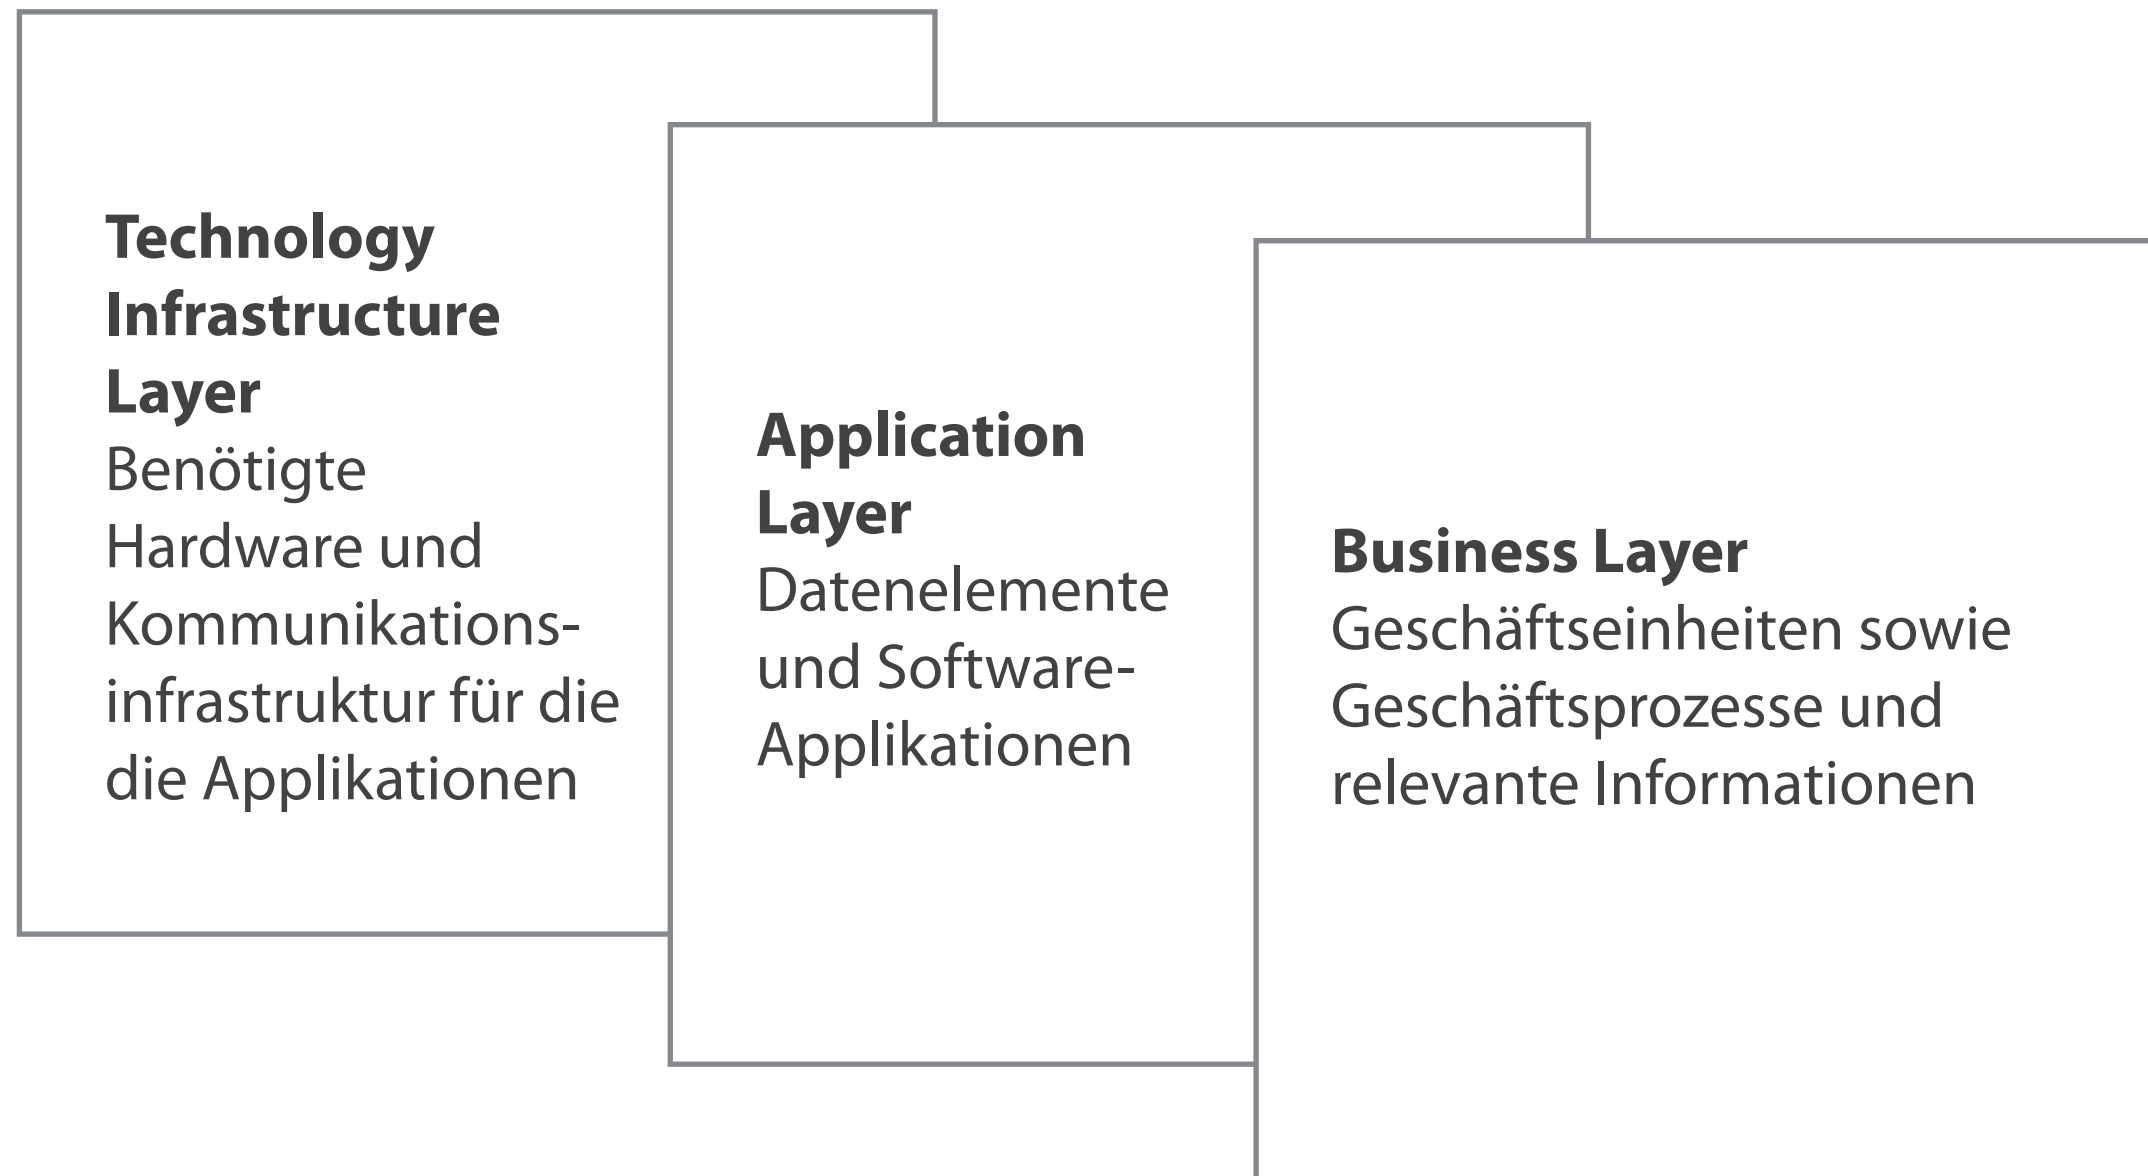 Technology
Infrastructure
Layer
Benötigte
Hardware und
Kommunikations-
infrastruktur für die
die Applikationen
Application
Layer
Datenelemente
und Software-
Applikationen
Business Layer
Geschäftseinheiten sowie
Geschäftsprozesse und
relevante Informationen